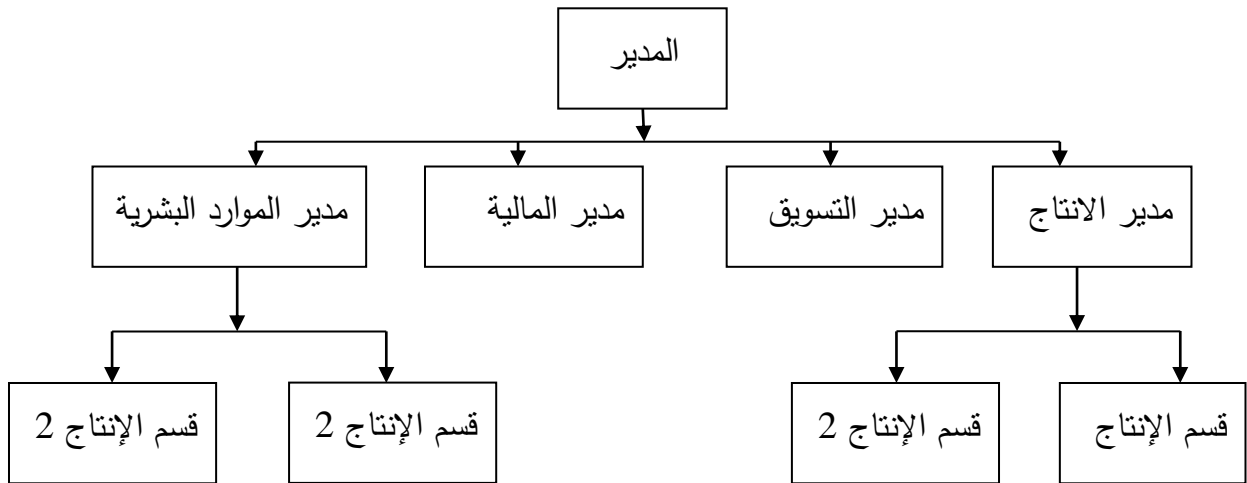 المدير
مدير الانتاج
مدير التسويق
مدير المالية
مدير الموارد البشرية
قسم الإنتاج
قسم الإنتاج 2
قسم الإنتاج 2
قسم الإنتاج 2